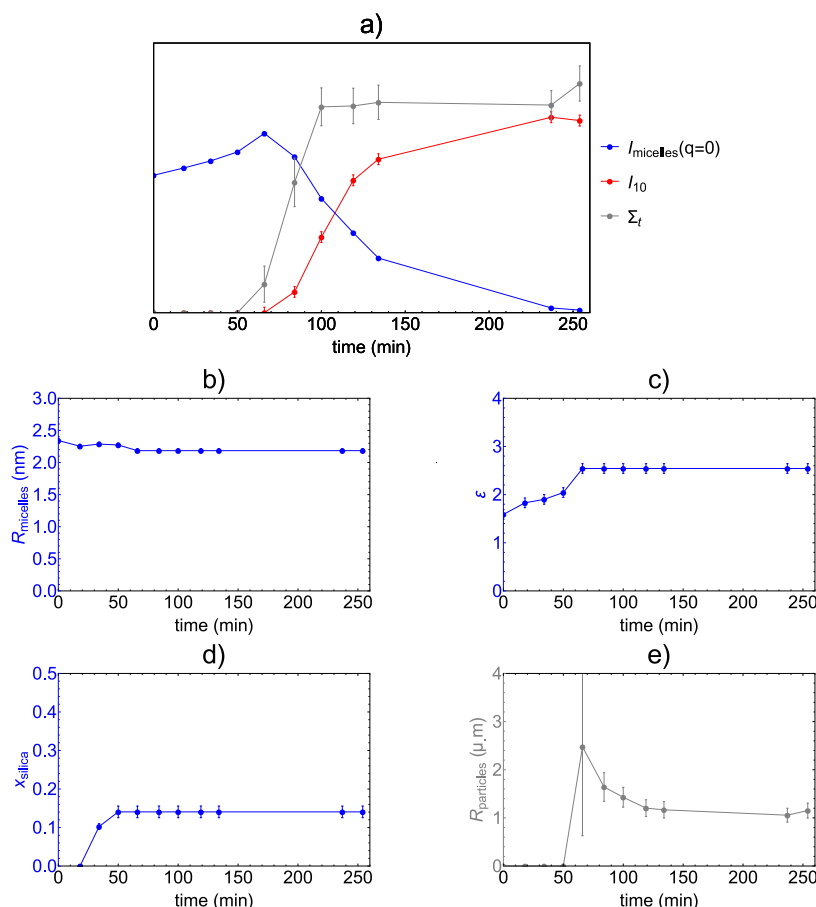 a)
I_micelles(q=0)
I_10
Σ_t
0 50 100 150 200 250
time (min)
b)
3.0
2.5
2.0
1.5
1.0
0.5
0.0
R_micelles (nm)
0 50 100 150 200 250
time (min)
c)
4
3
2
1
0
ε
0 50 100 150 200 250
time (min)
d)
0.5
0.4
0.3
0.2
0.1
0.0
x_silica
0 50 100 150 200 250
time (min)
e)
4
3
2
1
0
R_particles (μ.m)
0 50 100 150 200 250
time (min)